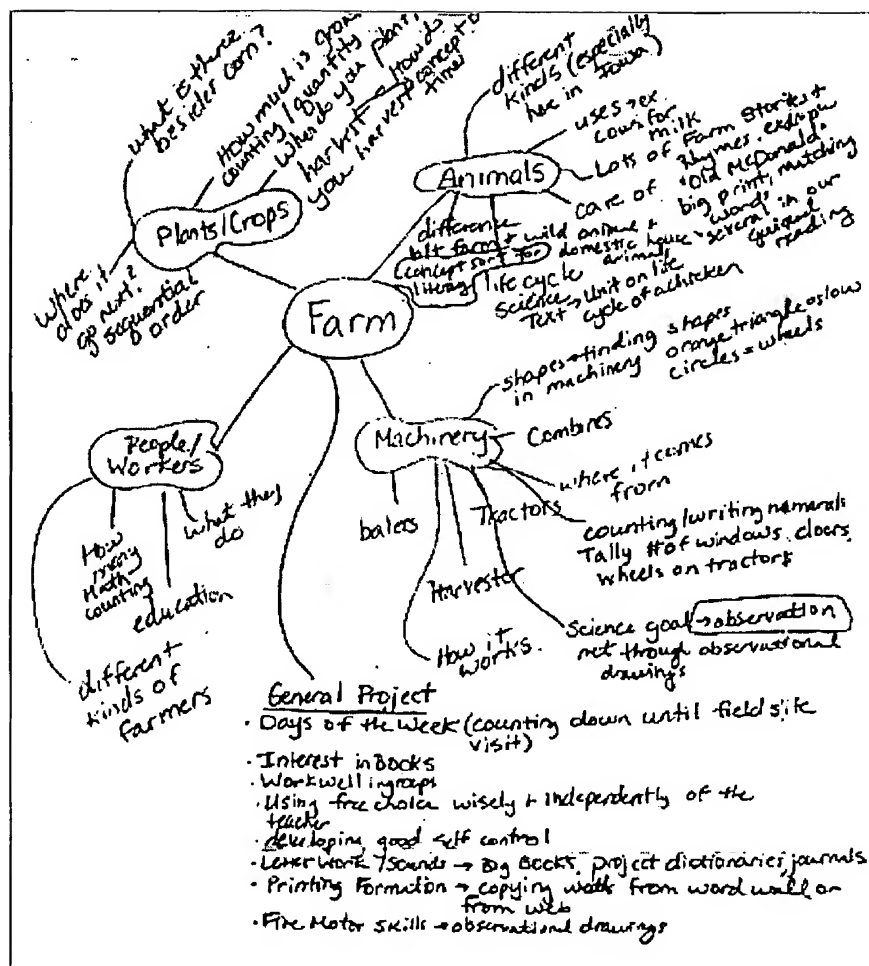 what is there
besides corn?
How much is grow
counting/quantity
When do you plant,
harvest → How do
you harvest → concept of
time
Plants/Crops
where
does it
go next?
sequential
order
different
kinds (especially
here in Iowa)
uses → ex
cows for
milk
Animals
Lots of Farm Stories +
Rhymes. example
"Old McDonald"
big print, matching
words
several in our
guided
reading
care of
difference
btt farm + wild animal +
domestic house
animal
(concept sort for
literacy)
life cycle
Science
Text → Unit on life
cycle of a chicken
Farm
shapes → finding shapes
in machinery orange triangle = slow
circles = wheels
Machinery
Combines
where it comes
from
Tractors
counting/writing numerals
Tally # of windows, doors,
wheels on tractors
balers
Harvester
How it
works.
Science goal → observation
met through observational
drawings
People/
Workers
How
many
Math
counting
what they
do
education
different
kinds of
farmers
General Project
· Days of the Week (counting down until field site
visit)
· Interest in Books
· Work well in groups
· Using free choice wisely + independently of the
teacher
· developing good self control
· Letter Work / Sounds → Big Books, project dictionaries, journals
· Printing Formation → copying words from word wall or
from web
· Fine Motor Skills → observational drawings